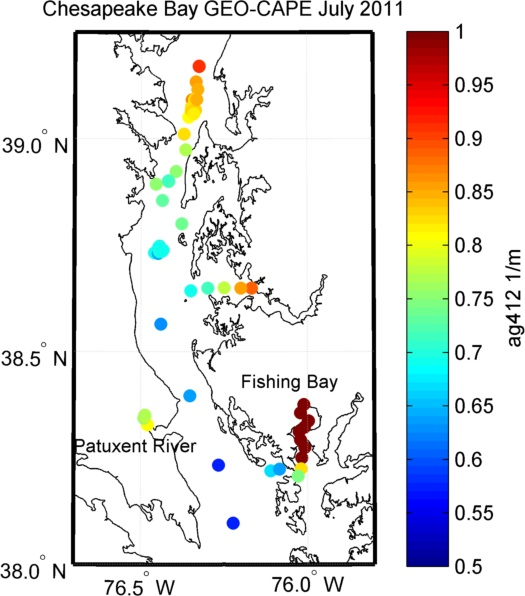 Chesapeake Bay GEO-CAPE July 2011
39.0° N
38.5° N
38.0° N
76.5° W
76.0° W
Fishing Bay
Patuxent River
1
0.95
0.9
0.85
0.8
0.75
0.7
0.65
0.6
0.55
0.5
ag412 1/m